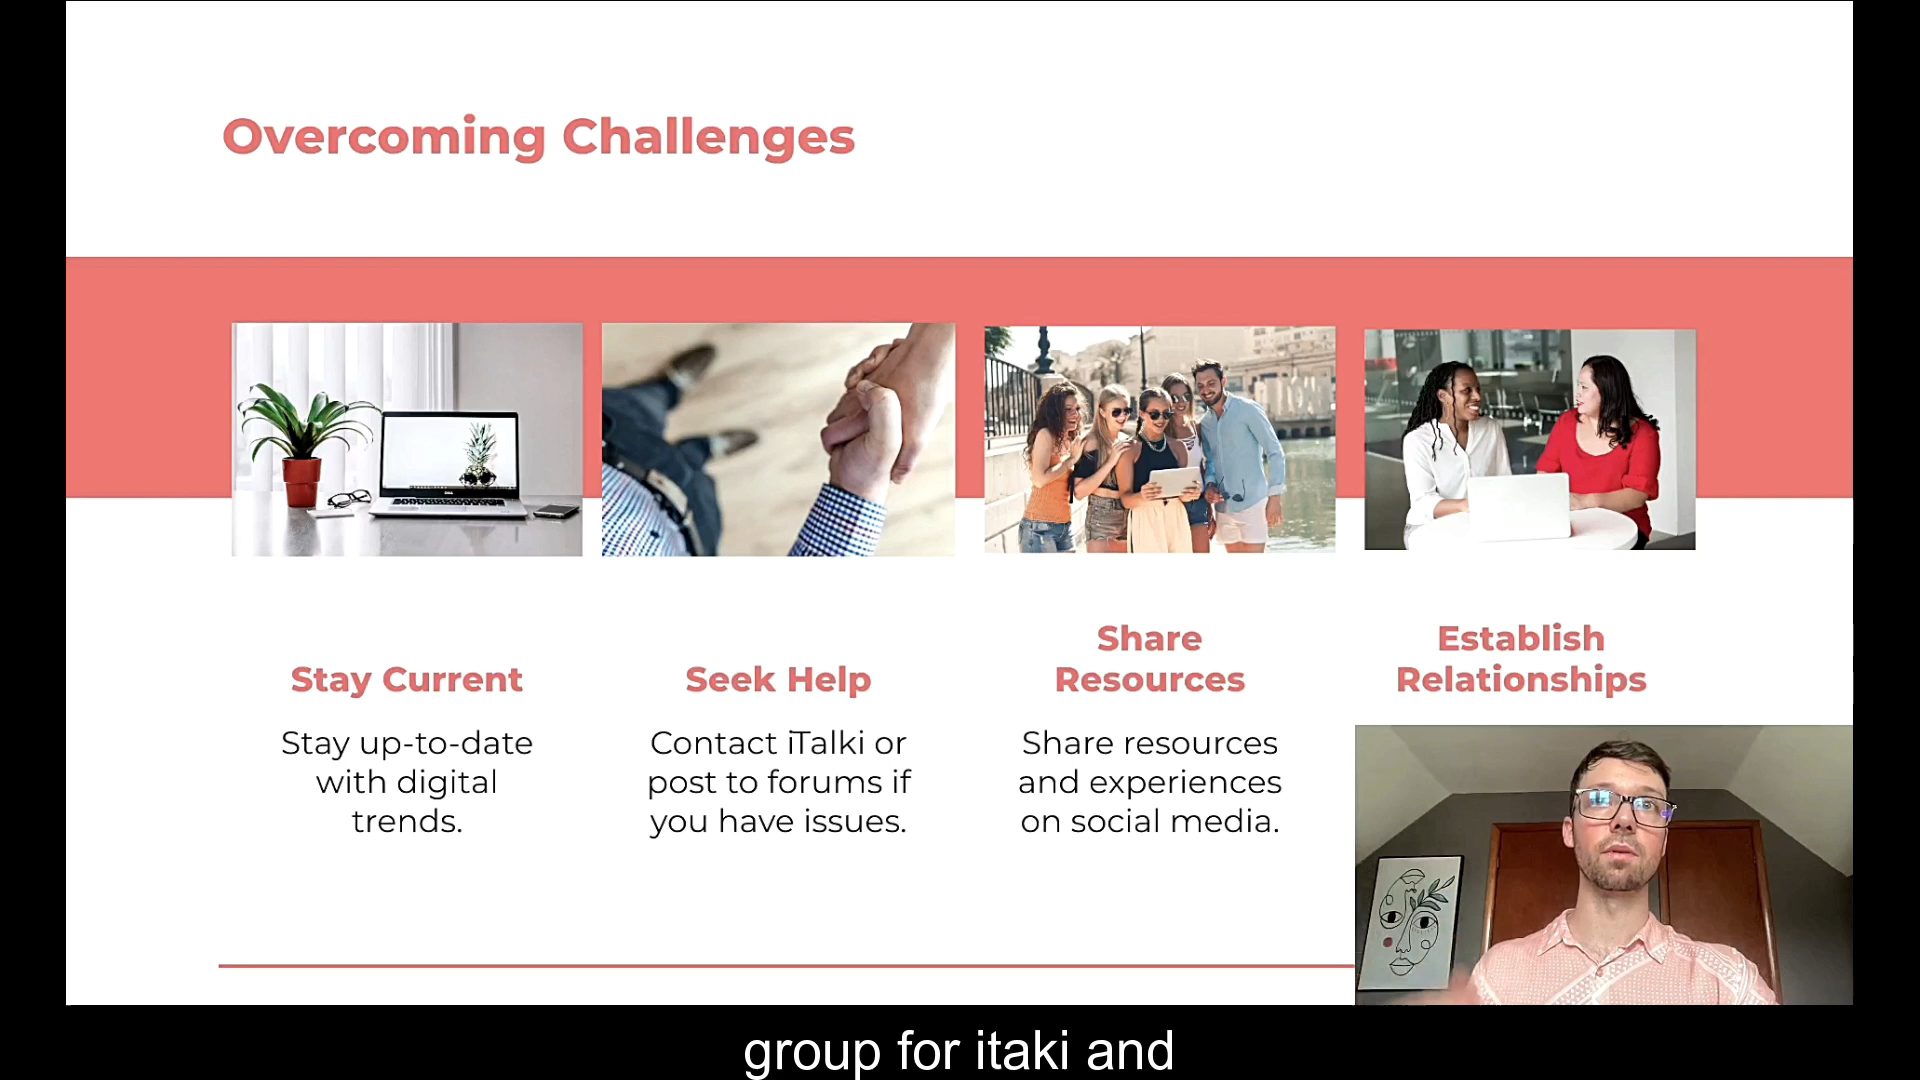 Overcoming Challenges
Stay Current
Stay up-to-date
with digital
trends.
Seek Help
Contact iTalki or
post to forums if
you have issues.
Share
Resources
Share resources
and experiences
on social media.
Establish
Relationships
group for itaki and